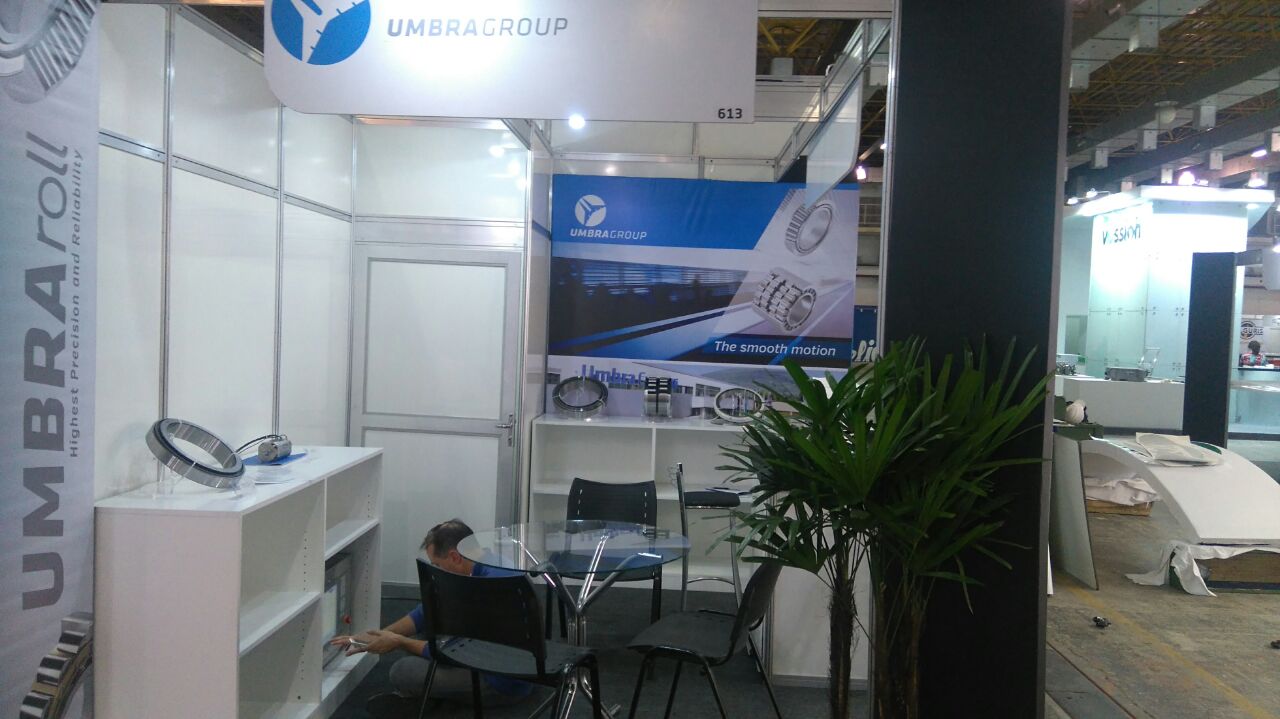 UMBRAGROUP
613
UMBRAroll
Highest Precision and Reliability
UMBRAGROUP
The smooth motion